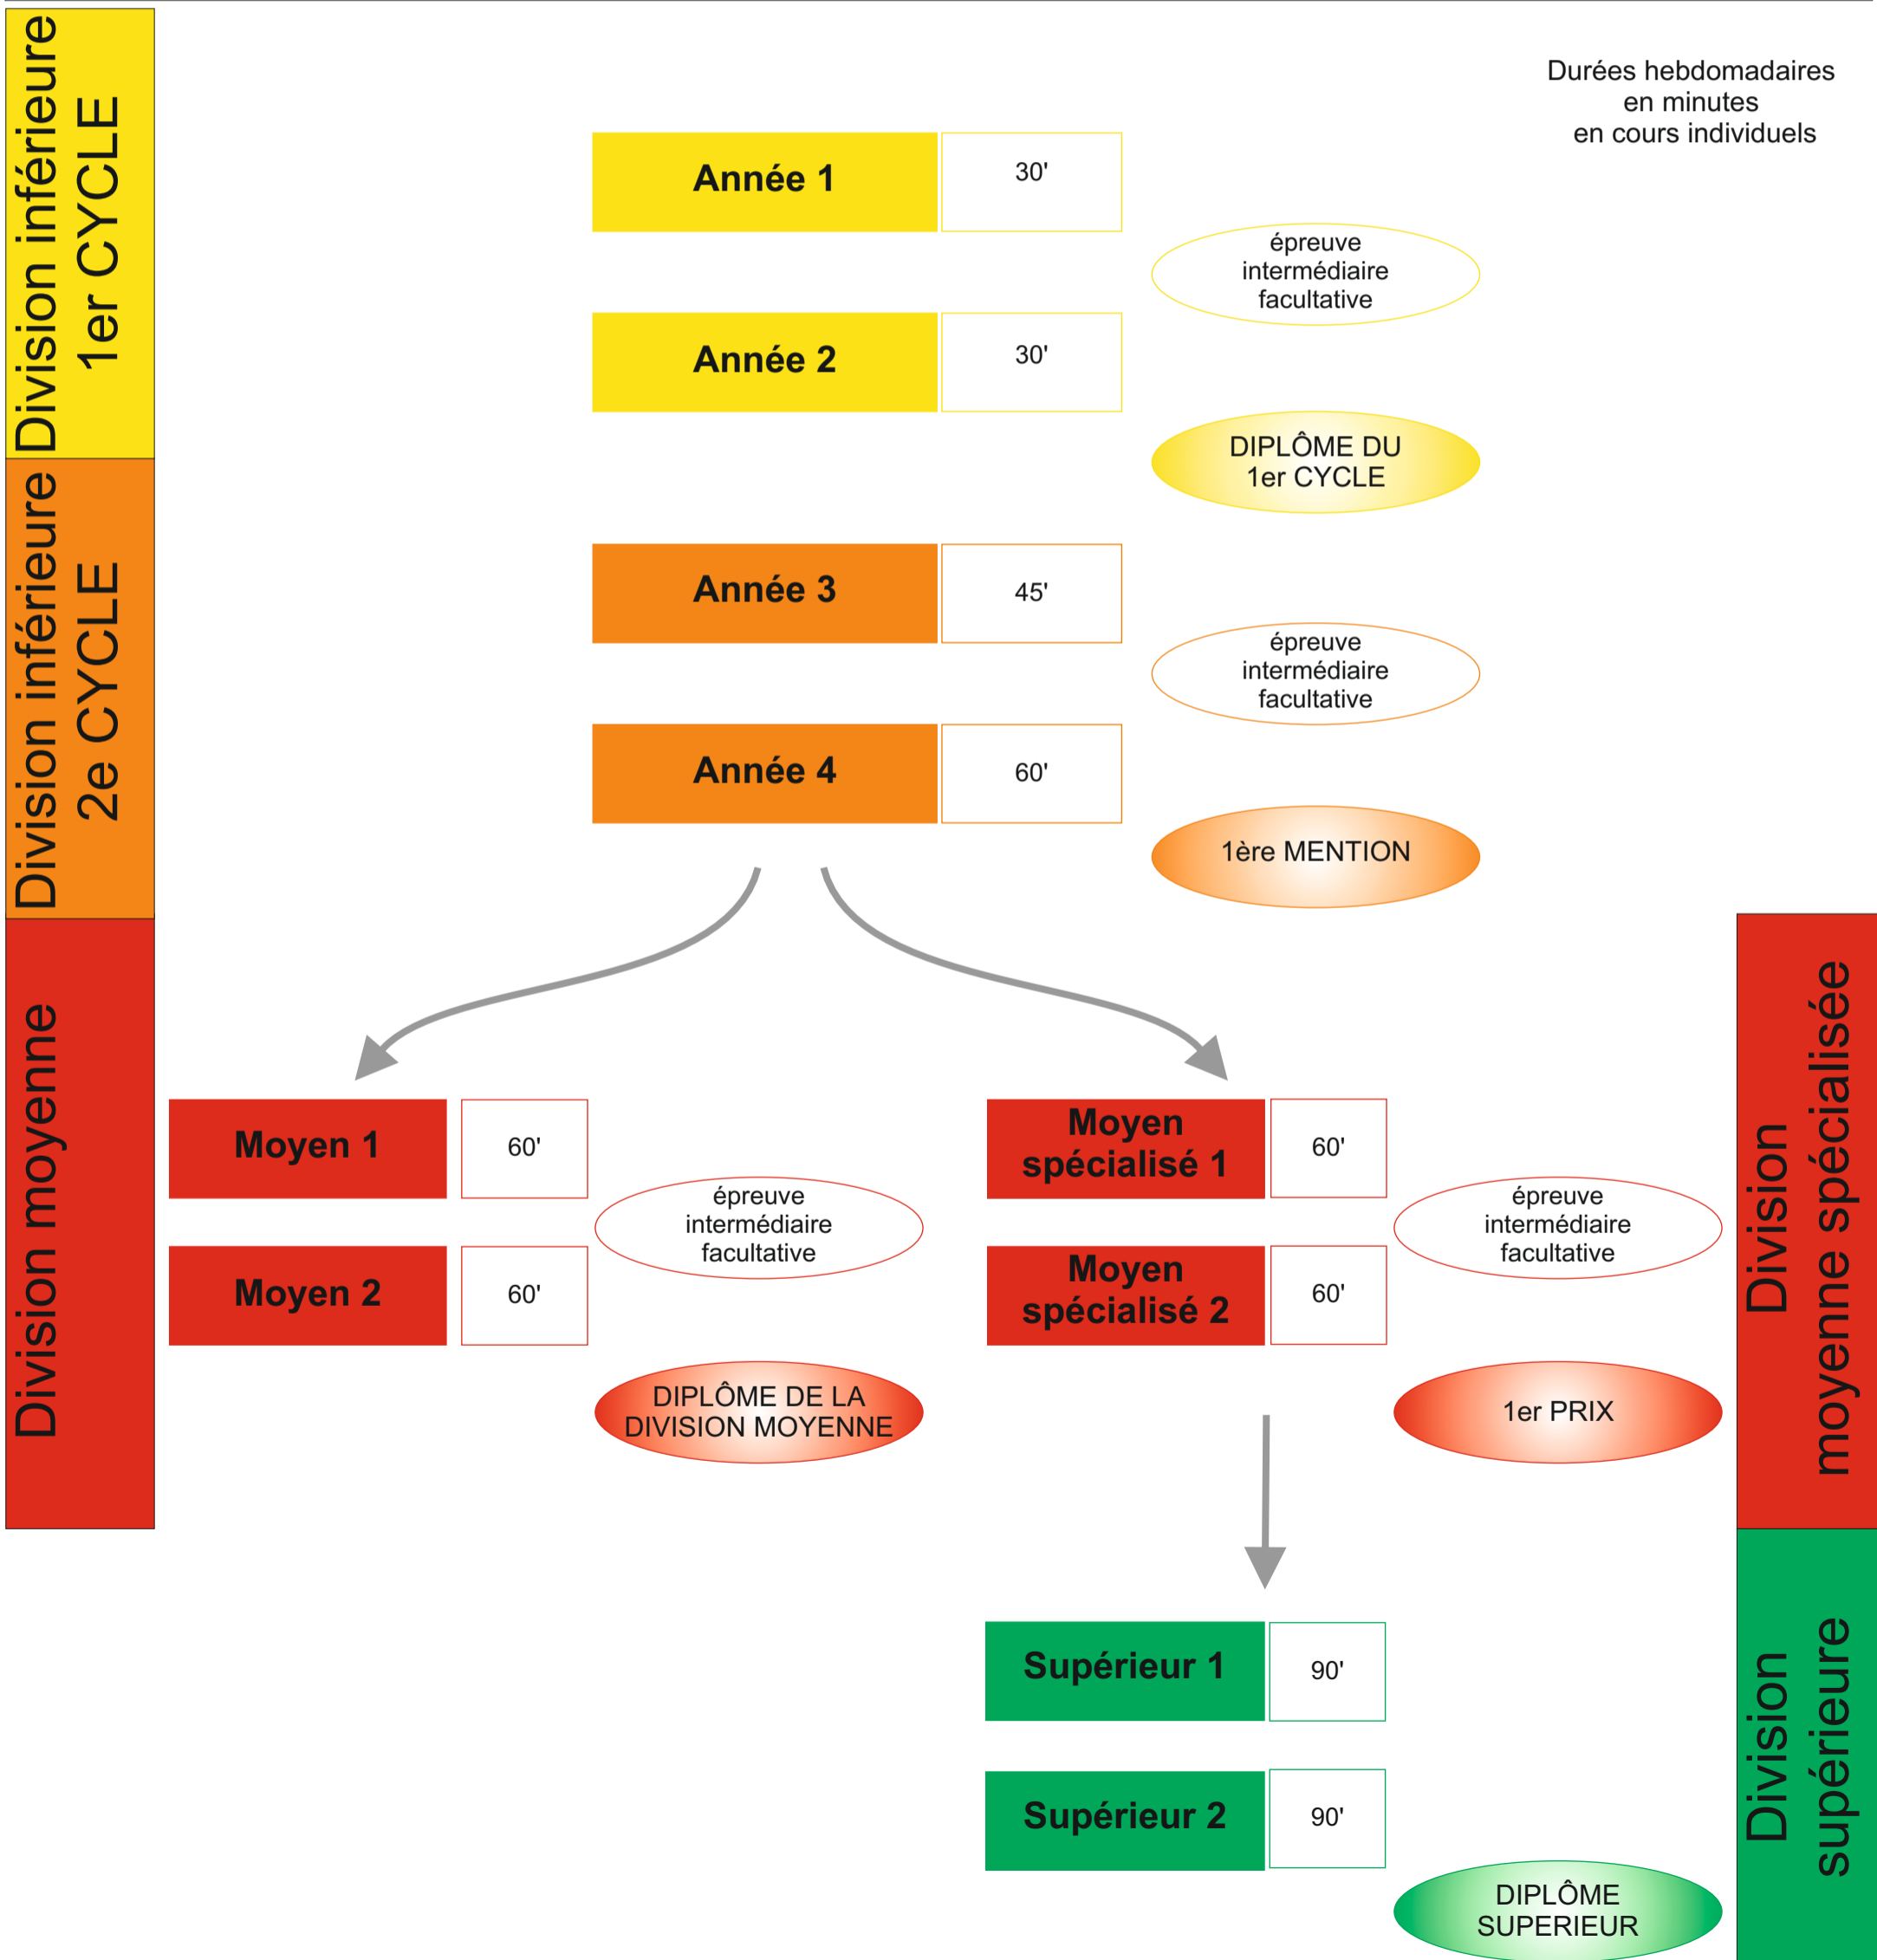 Division inférieure
1er CYCLE
Durées hebdomadaires
en minutes
en cours individuels
Année 1
30'
épreuve
intermédiaire
facultative
Année 2
30'
DIPLÔME DU
1er CYCLE
Division inférieure
2e CYCLE
Année 3
45'
épreuve
intermédiaire
facultative
Année 4
60'
1ère MENTION
Division moyenne
Moyen 1
60'
épreuve
intermédiaire
facultative
Moyen 2
60'
DIPLÔME DE LA
DIVISION MOYENNE
Division
moyenne spécialisée
Moyen
spécialisé 1
60'
épreuve
intermédiaire
facultative
Moyen
spécialisé 2
60'
1er PRIX
Division
supérieure
Supérieur 1
90'
Supérieur 2
90'
DIPLÔME
SUPERIEUR